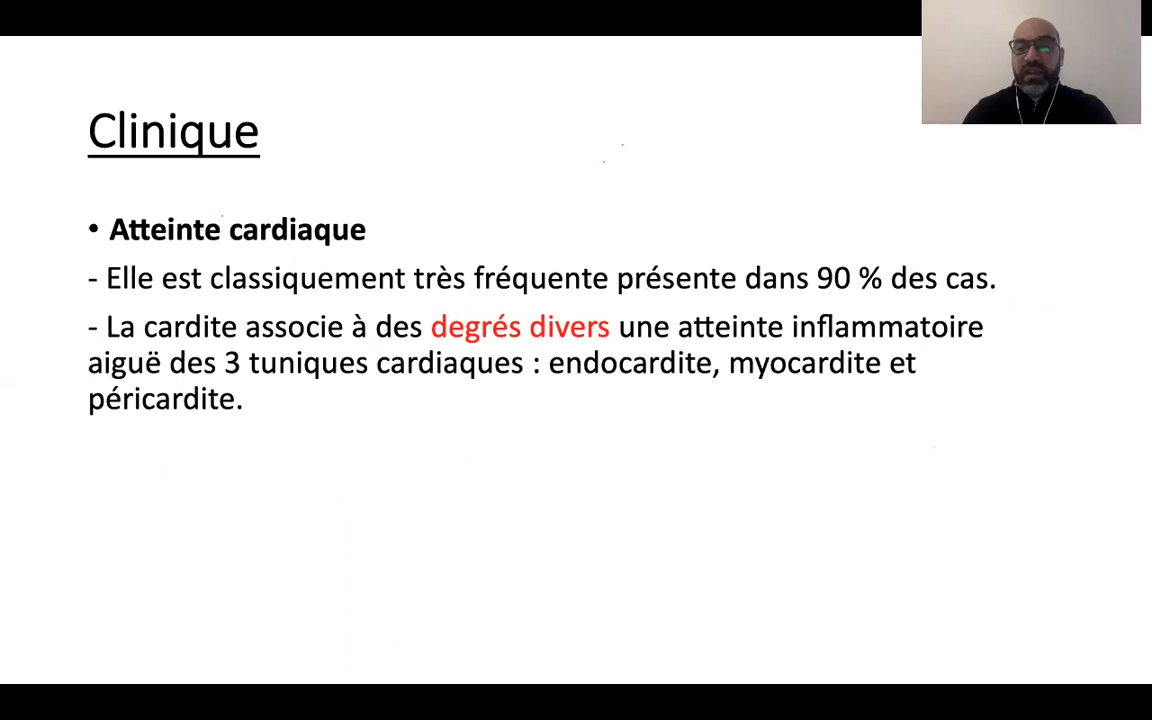 Clinique
• Atteinte cardiaque
- Elle est classiquement très fréquente présente dans 90 % des cas.
- La cardite associe à des degrés divers une atteinte inflammatoire
aiguë des 3 tuniques cardiaques : endocardite, myocardite et
péricardite.